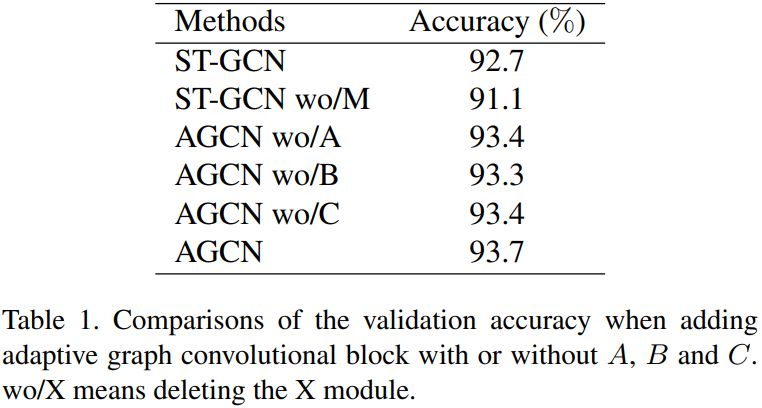 Methods Accuracy (%)
ST-GCN 92.7
ST-GCN wo/M 91.1
AGCN wo/A 93.4
AGCN wo/B 93.3
AGCN wo/C 93.4
AGCN 93.7
Table 1. Comparisons of the validation accuracy when adding
adaptive graph convolutional block with or without A, B and C.
wo/X means deleting the X module.